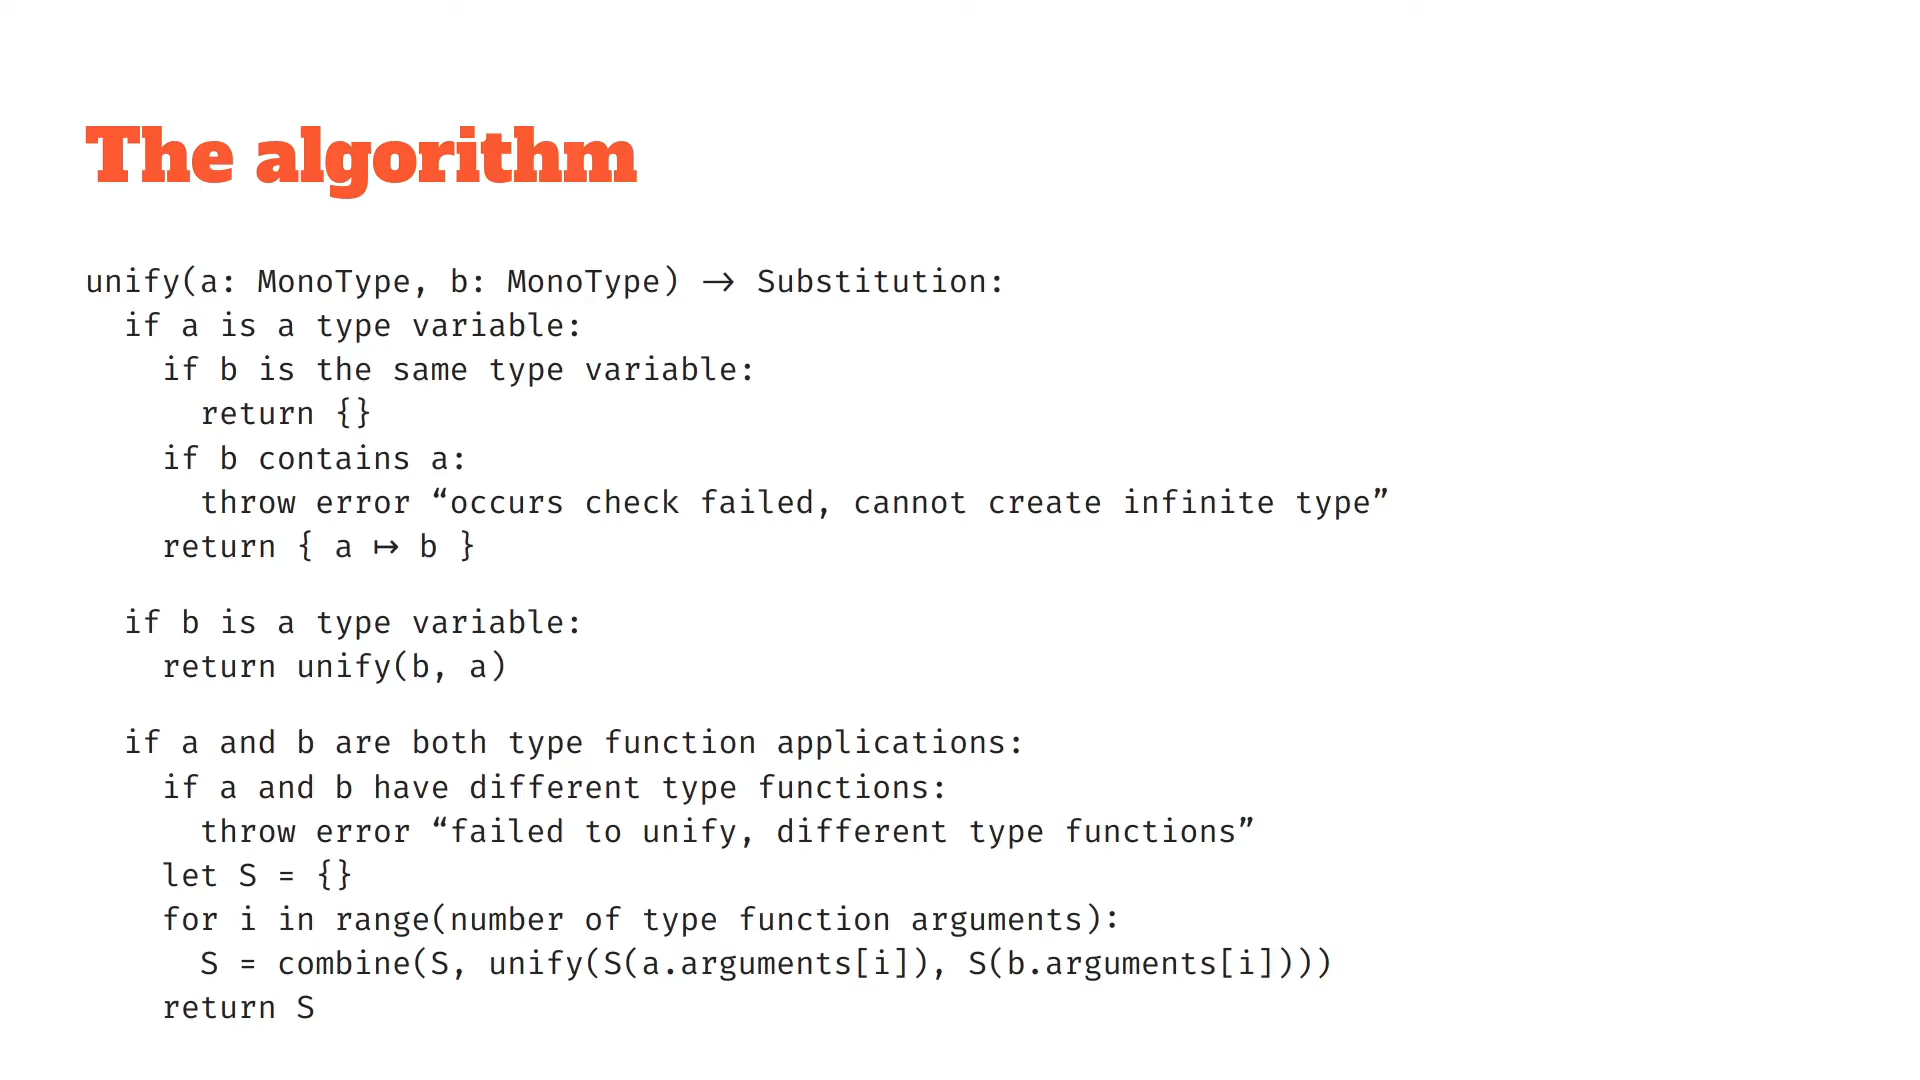 The algorithm
unify(a: MonoType, b: MonoType) → Substitution:
if a is a type variable:
if b is the same type variable:
return {}
if b contains a:
throw error “occurs check failed, cannot create infinite type”
return { a ↦ b }
if b is a type variable:
return unify(b, a)
if a and b are both type function applications:
if a and b have different type functions:
throw error “failed to unify, different type functions”
let S = {}
for i in range(number of type function arguments):
S = combine(S, unify(S(a.arguments[i]), S(b.arguments[i])))
return S